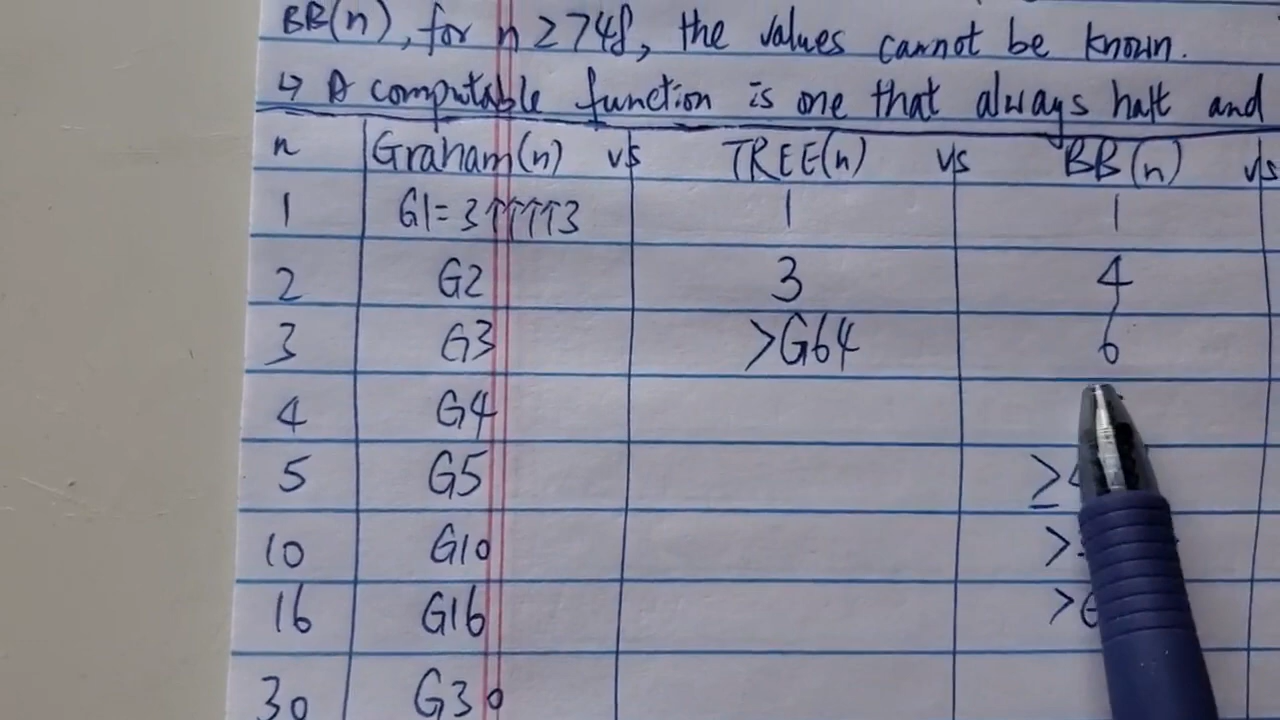 BB(n), for n ≥ 748, the values cannot be known.
↳ A computable function is one that always halt and
n Graham(n) vs TREE(n) vs BB(n) vs
1 G1=3↑↑↑↑3 1 1
2 G2 3 4
3 G3 >G64 6
4 G4
5 G5 ≥
10 G10 >
16 G16 >
30 G30